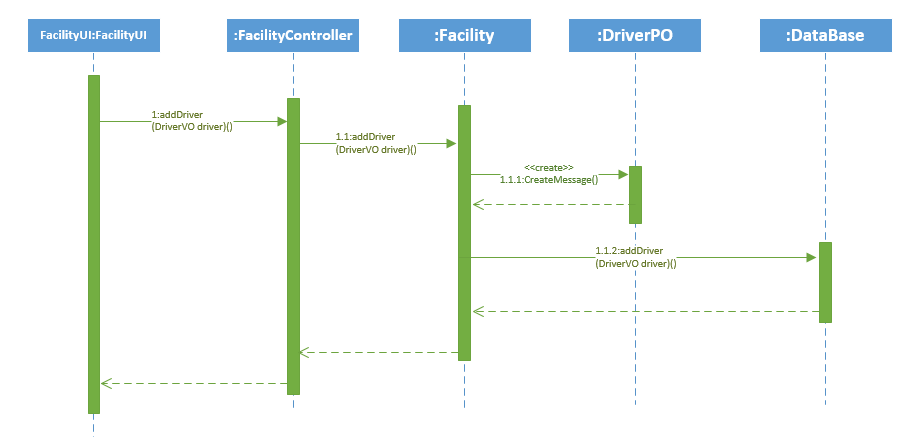 FacilityUI:FacilityUI
:FacilityController
:Facility
:DriverPO
:DataBase
1:addDriver
(DriverVO driver)()
1.1:addDriver
(DriverVO driver)()
<<create>>
1.1.1:CreateMessage()
1.1.2:addDriver
(DriverVO driver)()